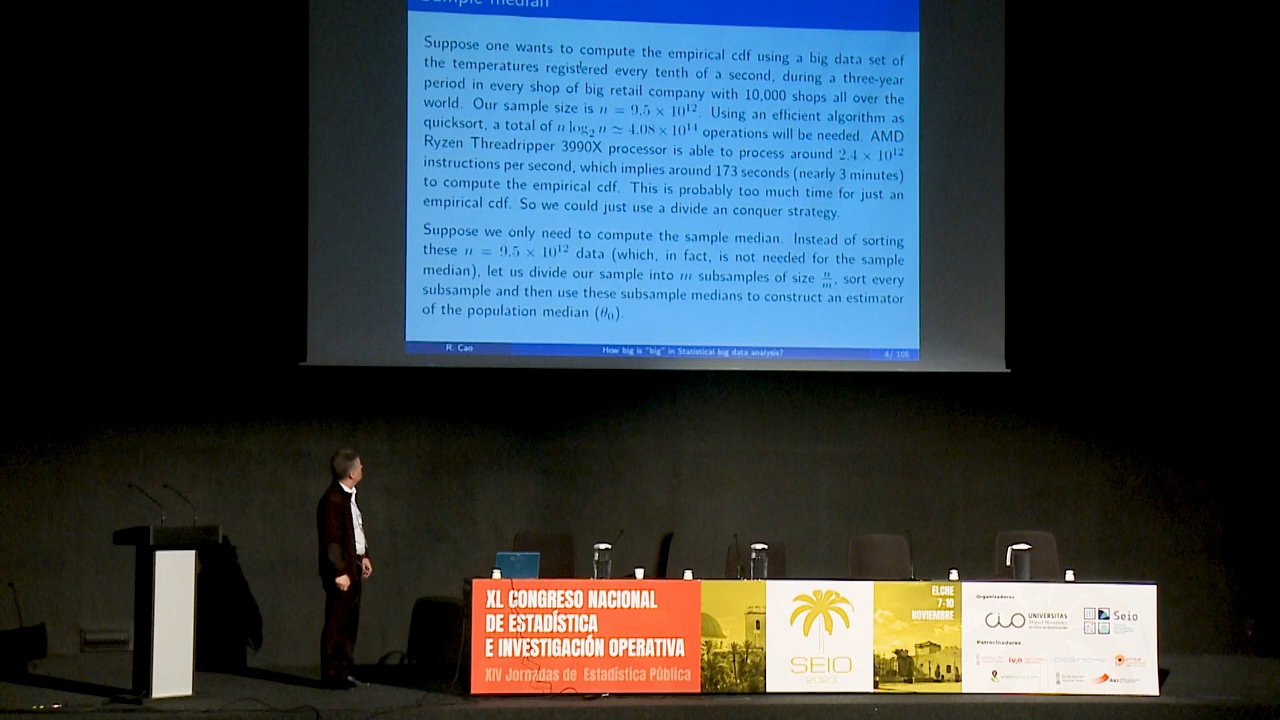 Sample median
Suppose one wants to compute the empirical cdf using a big data set of
the temperatures registered every tenth of a second, during a three-year
period in every shop of big retail company with 10,000 shops all over the
world. Our sample size is n = 9.5 × 10¹². Using an efficient algorithm as
quicksort, a total of n log₂ n ≃ 4.08 × 10¹⁴ operations will be needed. AMD
Ryzen Threadripper 3990X processor is able to process around 2.4 × 10¹²
instructions per second, which implies around 173 seconds (nearly 3 minutes)
to compute the empirical cdf. This is probably too much time for just an
empirical cdf. So we could just use a divide an conquer strategy.
Suppose we only need to compute the sample median. Instead of sorting
these n = 9.5 × 10¹² data (which, in fact, is not needed for the sample
median), let us divide our sample into m subsamples of size n/m, sort every
subsample and then use these subsample medians to construct an estimator
of the population median (θ₀).
R. Cao
How big is "big" in Statistical big data analysis?
4/105
XL CONGRESO NACIONAL
DE ESTADÍSTICA
E INVESTIGACIÓN OPERATIVA
XIV Jornadas de Estadística Pública
SEIO
2023
ELCHE
7-10
NOVIEMBRE
Organizadores
CIO
UNIVERSITAS
Miguel Hernández
Seio
Patrocinadores